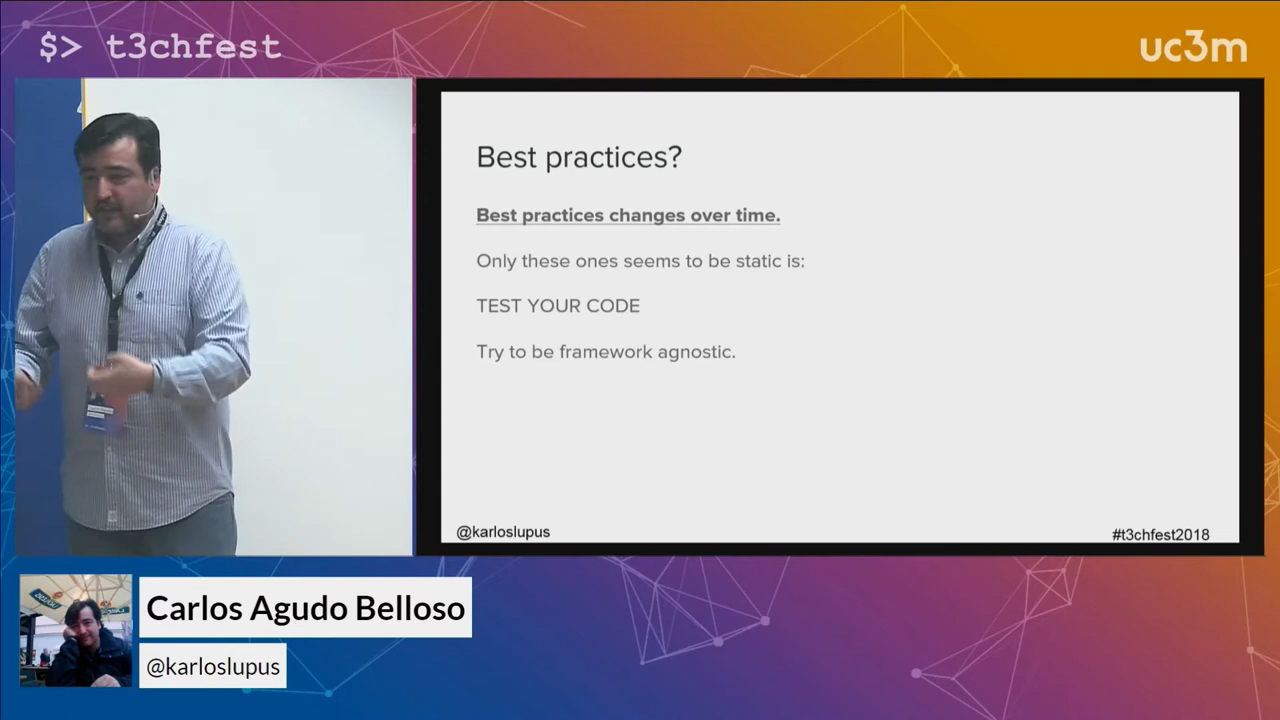 $> t3chfest
uc3m
Best practices?
Best practices changes over time.
Only these ones seems to be static is:
TEST YOUR CODE
Try to be framework agnostic.
@karloslupus
#t3chfest2018
Carlos Agudo Belloso
@karloslupus